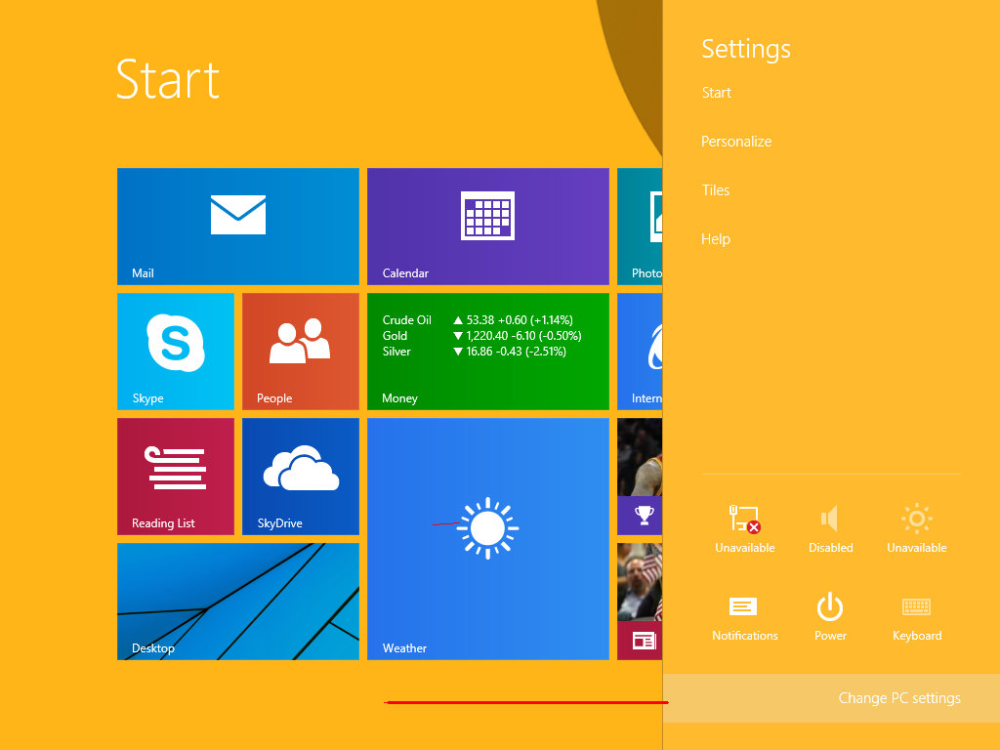 Start
Mail
Calendar
Photo
Skype
People
Crude Oil ▲ 53.38 +0.60 (+1.14%)
Gold ▼ 1,220.40 -6.10 (-0.50%)
Silver ▼ 16.86 -0.43 (-2.51%)
Money
Intern
Reading List
SkyDrive
Desktop
Weather
Settings
Start
Personalize
Tiles
Help
Unavailable
Disabled
Unavailable
Notifications
Power
Keyboard
Change PC settings